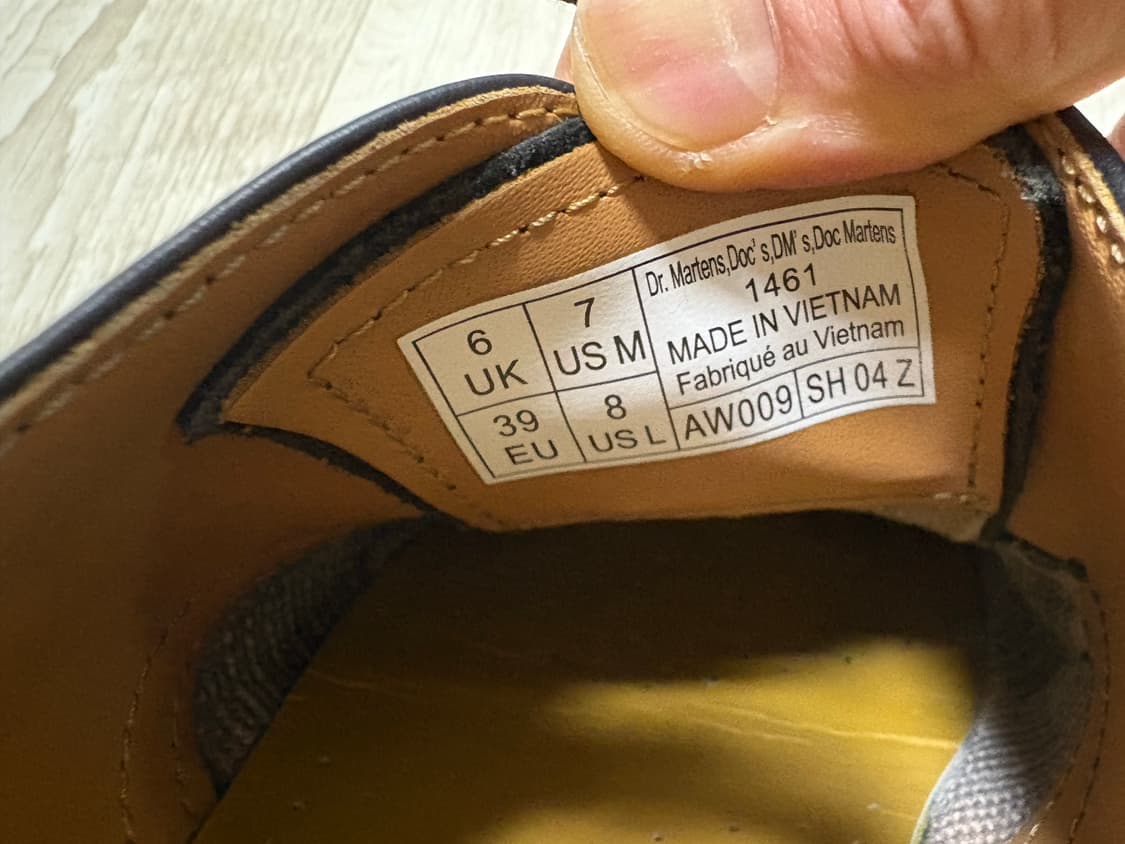 6
UK
7
US M
39
EU
8
US L
Dr. Martens,Doc's,DM's,Doc Martens
1461
MADE IN VIETNAM
Fabriqué au Vietnam
AW009
SH 04 Z